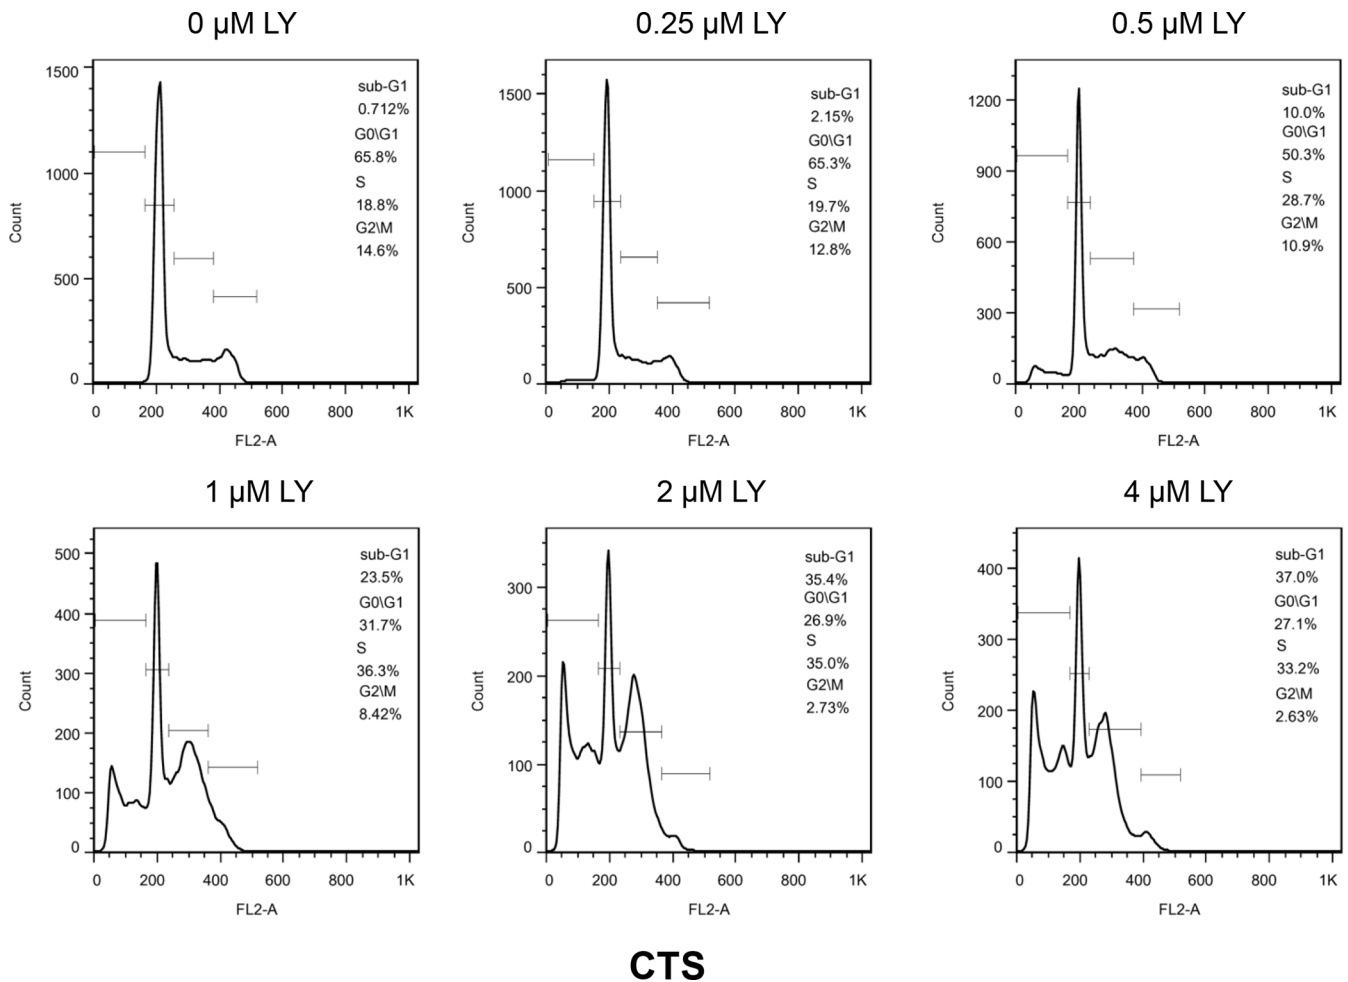 0 µM LY
0.25 µM LY
0.5 µM LY
1500
1000
500
0
Count
sub-G1
0.712%
G0\G1
65.8%
S
18.8%
G2\M
14.6%
0 200 400 600 800 1K
FL2-A
1500
1000
500
0
Count
sub-G1
2.15%
G0\G1
65.3%
S
19.7%
G2\M
12.8%
0 200 400 600 800 1K
FL2-A
1200
900
600
300
0
Count
sub-G1
10.0%
G0\G1
50.3%
S
28.7%
G2\M
10.9%
0 200 400 600 800 1K
FL2-A
1 µM LY
2 µM LY
4 µM LY
500
400
300
200
100
0
Count
sub-G1
23.5%
G0\G1
31.7%
S
36.3%
G2\M
8.42%
0 200 400 600 800 1K
FL2-A
300
200
100
0
Count
sub-G1
35.4%
G0\G1
26.9%
S
35.0%
G2\M
2.73%
0 200 400 600 800 1K
FL2-A
400
300
200
100
0
Count
sub-G1
37.0%
G0\G1
27.1%
S
33.2%
G2\M
2.63%
0 200 400 600 800 1K
FL2-A
CTS